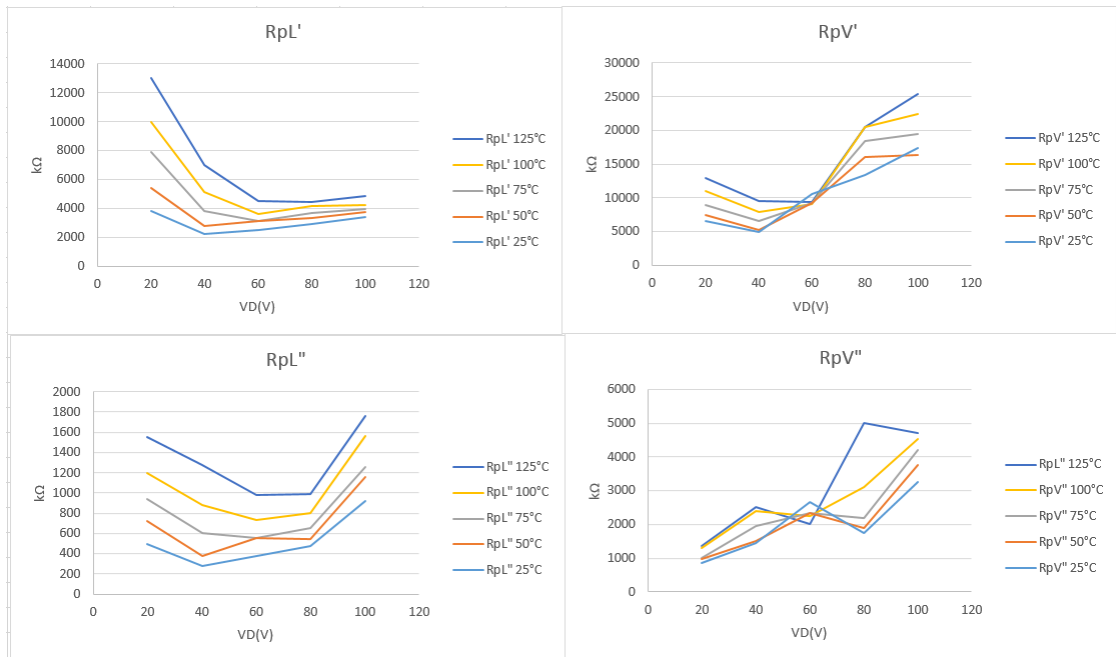 RpL'
14000
12000
10000
8000
6000
4000
2000
0
kΩ
0 20 40 60 80 100 120
VD(V)
RpL' 125°C
RpL' 100°C
RpL' 75°C
RpL' 50°C
RpL' 25°C
RpV'
30000
25000
20000
15000
10000
5000
0
kΩ
0 20 40 60 80 100 120
VD(V)
RpV' 125°C
RpV' 100°C
RpV' 75°C
RpV' 50°C
RpV' 25°C
RpL"
2000
1800
1600
1400
1200
1000
800
600
400
200
0
kΩ
0 20 40 60 80 100 120
VD(V)
RpL" 125°C
RpL" 100°C
RpL" 75°C
RpL" 50°C
RpL" 25°C
RpV"
6000
5000
4000
3000
2000
1000
0
kΩ
0 20 40 60 80 100 120
VD(V)
RpL" 125°C
RpV" 100°C
RpV" 75°C
RpV" 50°C
RpV" 25°C